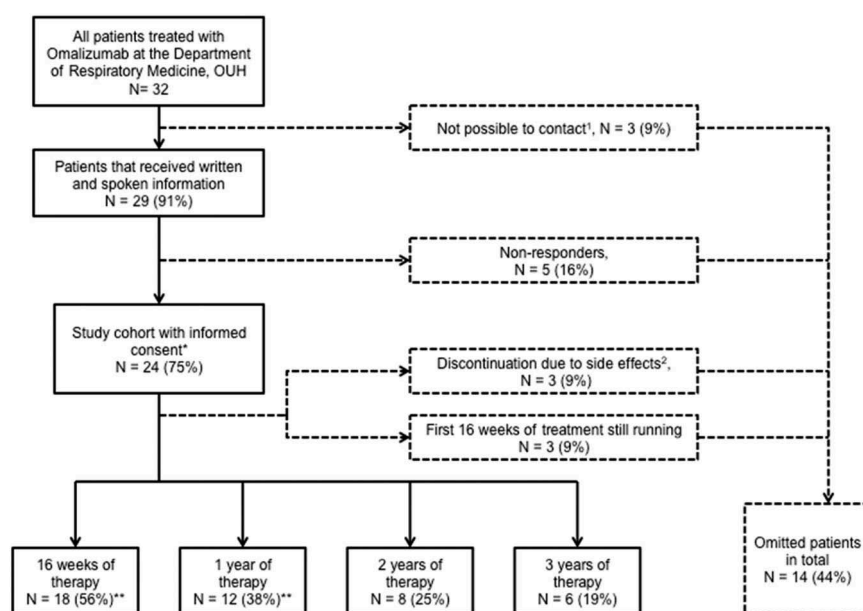 All patients treated with
Omalizumab at the Department
of Respiratory Medicine, OUH
N= 32
Not possible to contact¹, N = 3 (9%)
Patients that received written
and spoken information
N = 29 (91%)
Non-responders,
N = 5 (16%)
Study cohort with informed
consent*
N = 24 (75%)
Discontinuation due to side effects²,
N = 3 (9%)
First 16 weeks of treatment still running
N = 3 (9%)
16 weeks of
therapy
N = 18 (56%)**
1 year of
therapy
N = 12 (38%)**
2 years of
therapy
N = 8 (25%)
3 years of
therapy
N = 6 (19%)
Omitted patients
in total
N = 14 (44%)